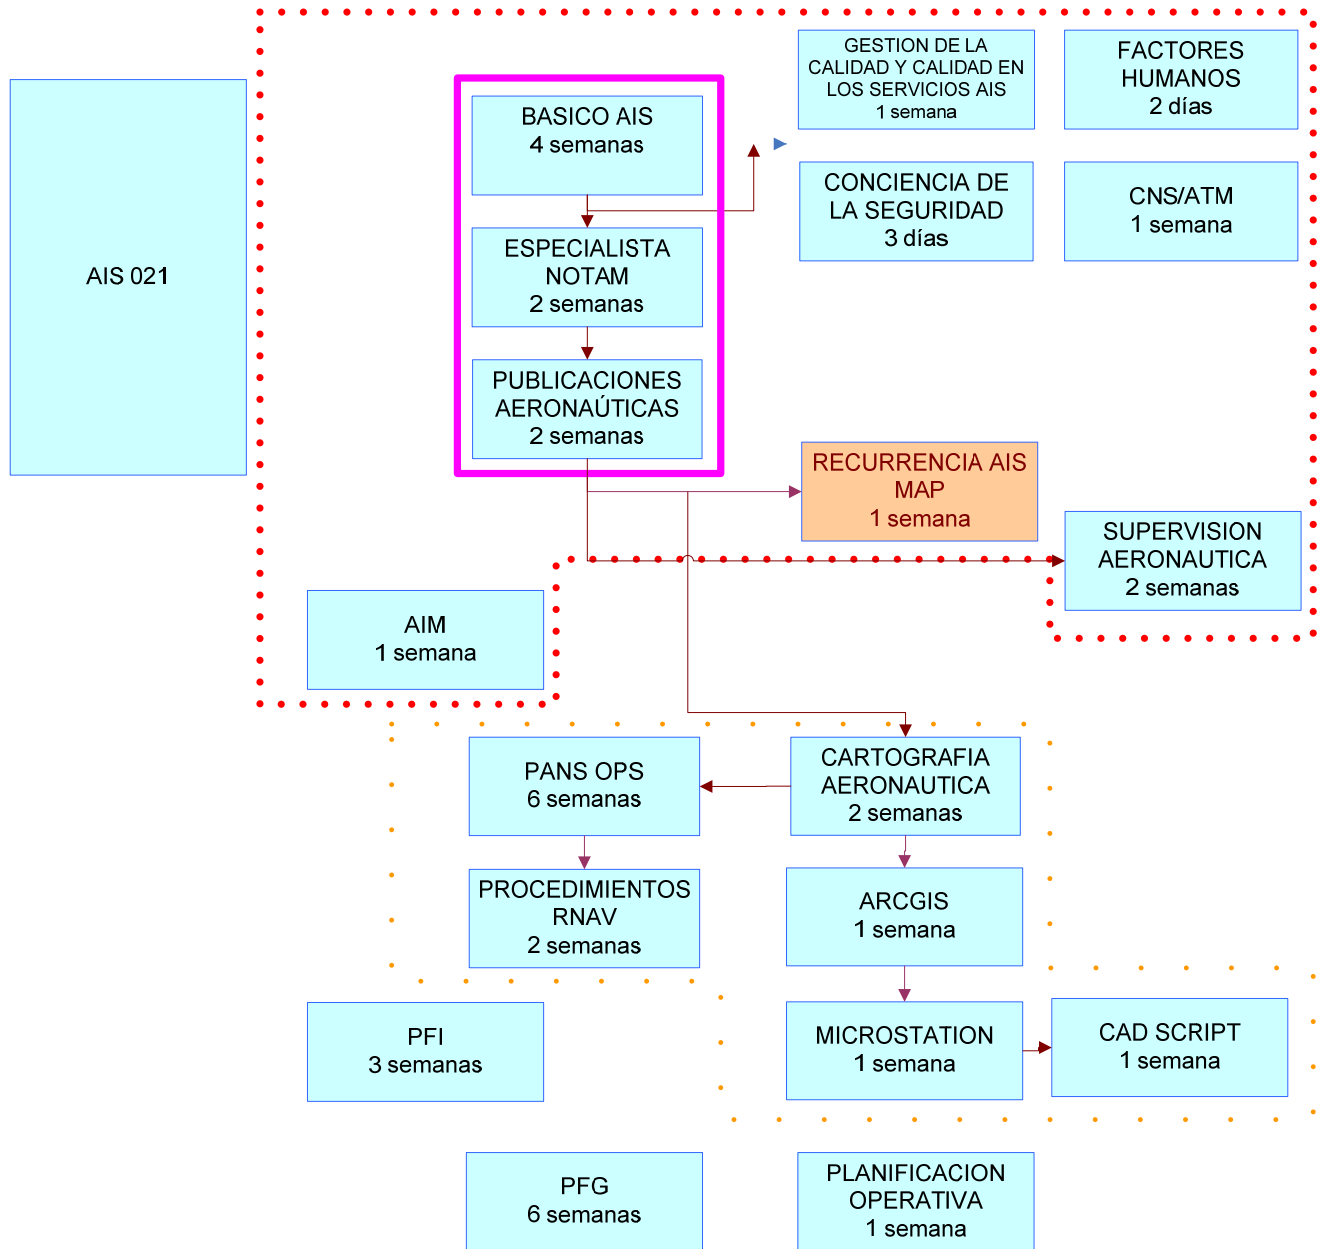 GESTION DE LA
CALIDAD Y CALIDAD EN
LOS SERVICIOS AIS
1 semana
FACTORES
HUMANOS
2 días
BASICO AIS
4 semanas
AIS 021
CONCIENCIA DE
LA SEGURIDAD
3 días
CNS/ATM
1 semana
ESPECIALISTA
NOTAM
2 semanas
PUBLICACIONES
AERONAÚTICAS
2 semanas
RECURRENCIA AIS
MAP
1 semana
SUPERVISION
AERONAUTICA
2 semanas
AIM
1 semana
PANS OPS
6 semanas
CARTOGRAFIA
AERONAUTICA
2 semanas
PROCEDIMIENTOS
RNAV
2 semanas
ARCGIS
1 semana
PFI
3 semanas
MICROSTATION
1 semana
CAD SCRIPT
1 semana
PFG
6 semanas
PLANIFICACION
OPERATIVA
1 semana